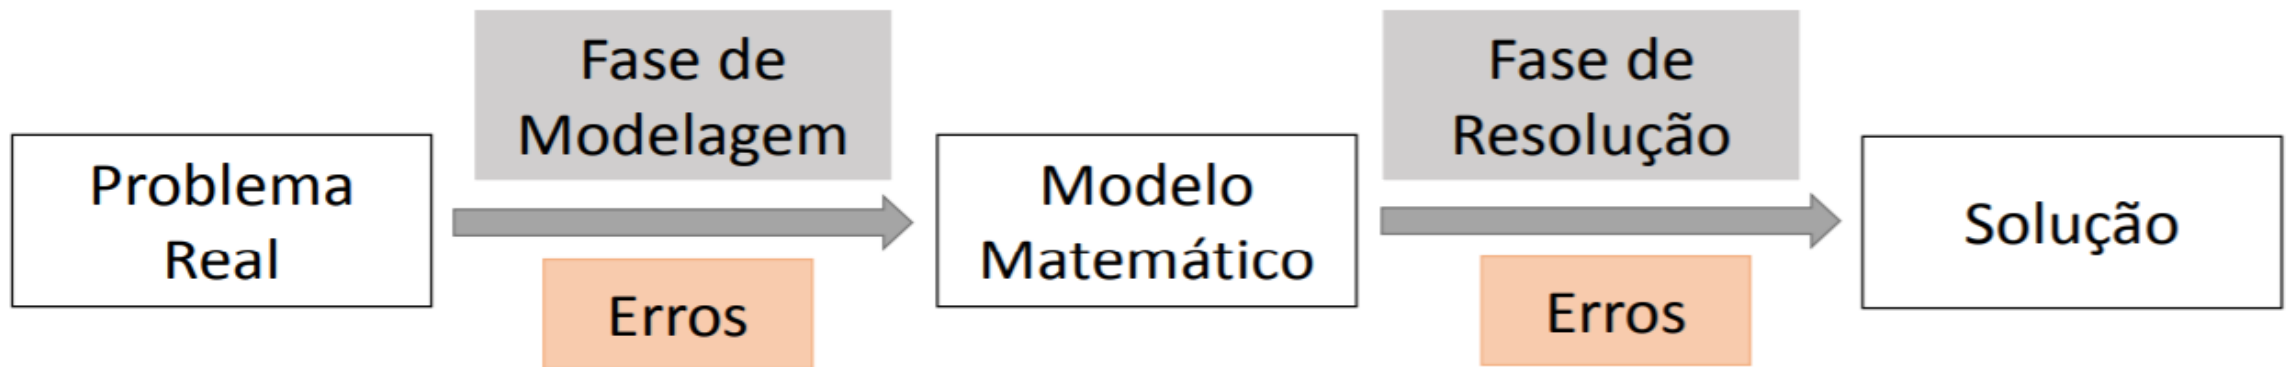 Problema
Real
Fase de
Modelagem
Erros
Modelo
Matemático
Fase de
Resolução
Erros
Solução